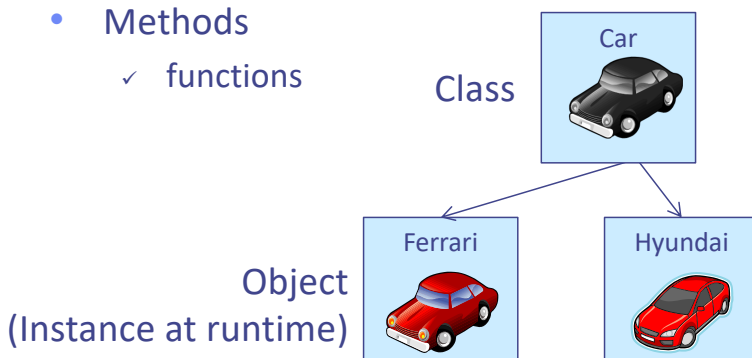 • Methods
✓ functions
Class
Car
Ferrari
Hyundai
Object
(Instance at runtime)